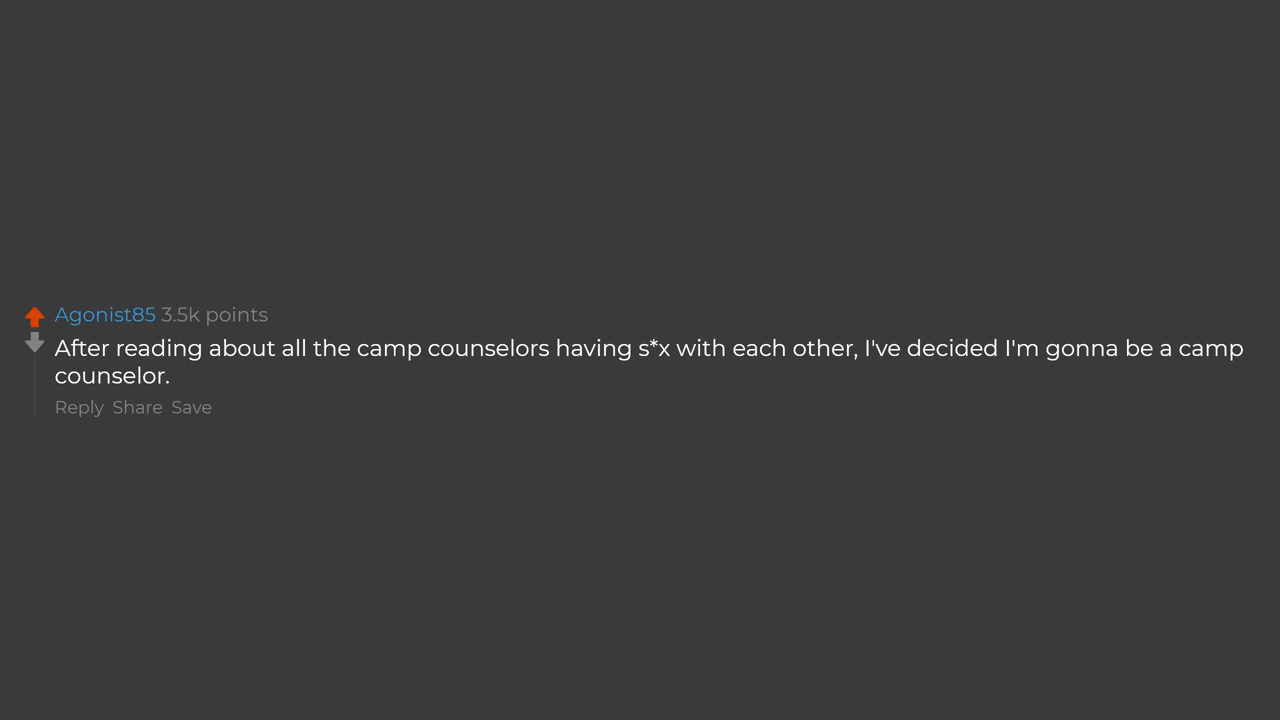 Agonist85 3.5k points
After reading about all the camp counselors having s*x with each other, I've decided I'm gonna be a camp
counselor.
Reply Share Save